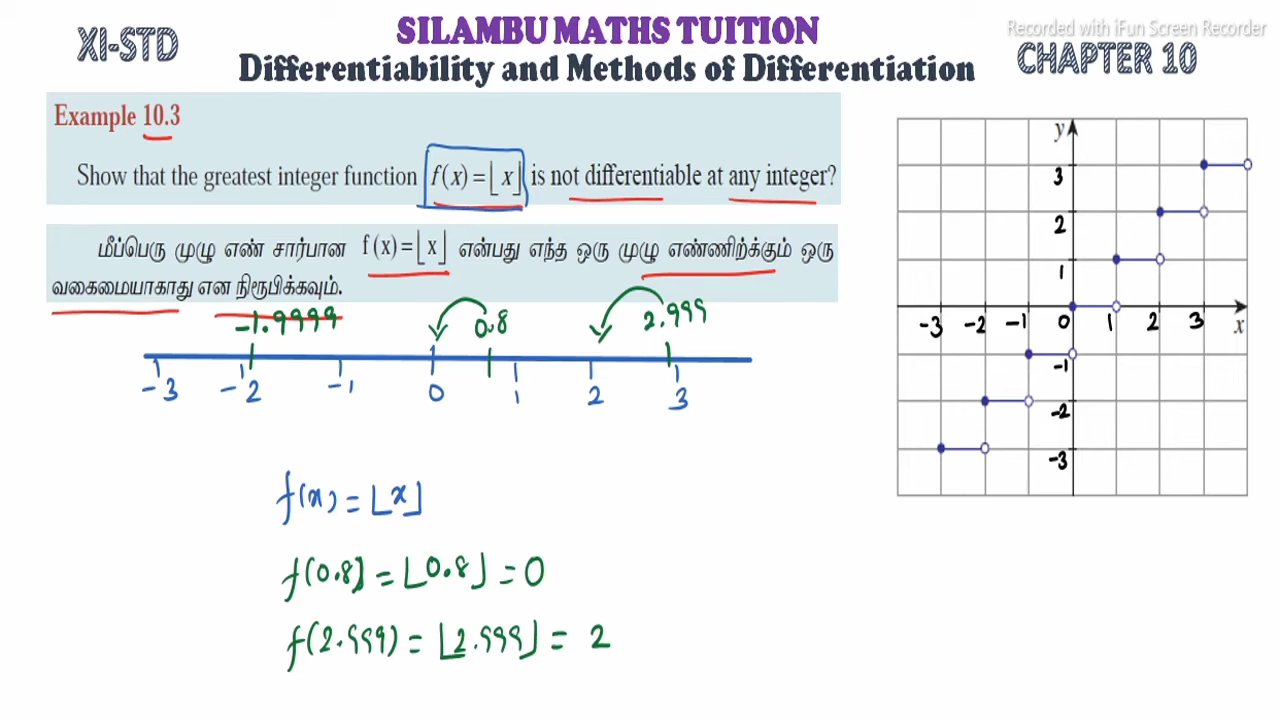 Recorded with iFun Screen Recorder
XI-STD
SILAMBU MATHS TUITION
Differentiability and Methods of Differentiation
CHAPTER 10
Example 10.3
Show that the greatest integer function f(x) = ⌊x⌋ is not differentiable at any integer?
மீப்பெரு முழு எண் சார்பான f(x) = ⌊x⌋ என்பது எந்த ஒரு முழு எண்ணிற்க்கும் ஒரு
வகைமையாகாது என நிரூபிக்கவும்.
-1.9999 0.8 2.999
-3 -2 -1 0 1 2 3
f(x) = ⌊x⌋
f(0.8) = ⌊0.8⌋ = 0
f(2.999) = ⌊2.999⌋ = 2
y
3
2
1
-3 -2 -1 0 1 2 3 x
-1
-2
-3